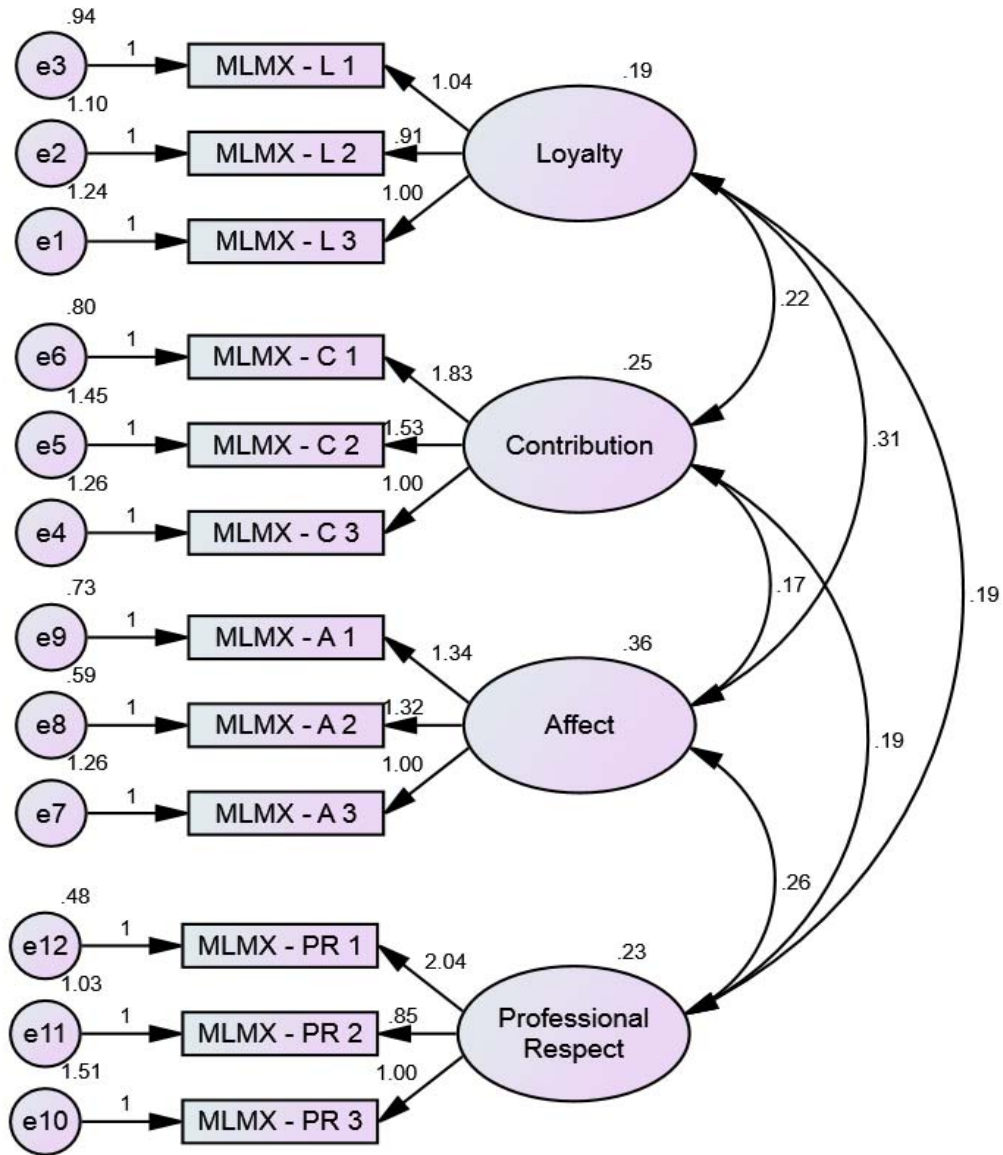 .94
e3
1
MLMX - L 1
1.04
.19
1.10
e2
1
MLMX - L 2
.91
Loyalty
1.24
e1
1
MLMX - L 3
1.00
.22
.80
e6
1
MLMX - C 1
1.83
.25
1.45
e5
1
MLMX - C 2
1.53
Contribution
.31
1.26
e4
1
MLMX - C 3
1.00
.17
.19
.73
e9
1
MLMX - A 1
1.34
.36
.59
e8
1
MLMX - A 2
1.32
Affect
.19
1.26
e7
1
MLMX - A 3
1.00
.26
.48
e12
1
MLMX - PR 1
2.04
.23
1.03
e11
1
MLMX - PR 2
.85
Professional
Respect
1.51
e10
1
MLMX - PR 3
1.00